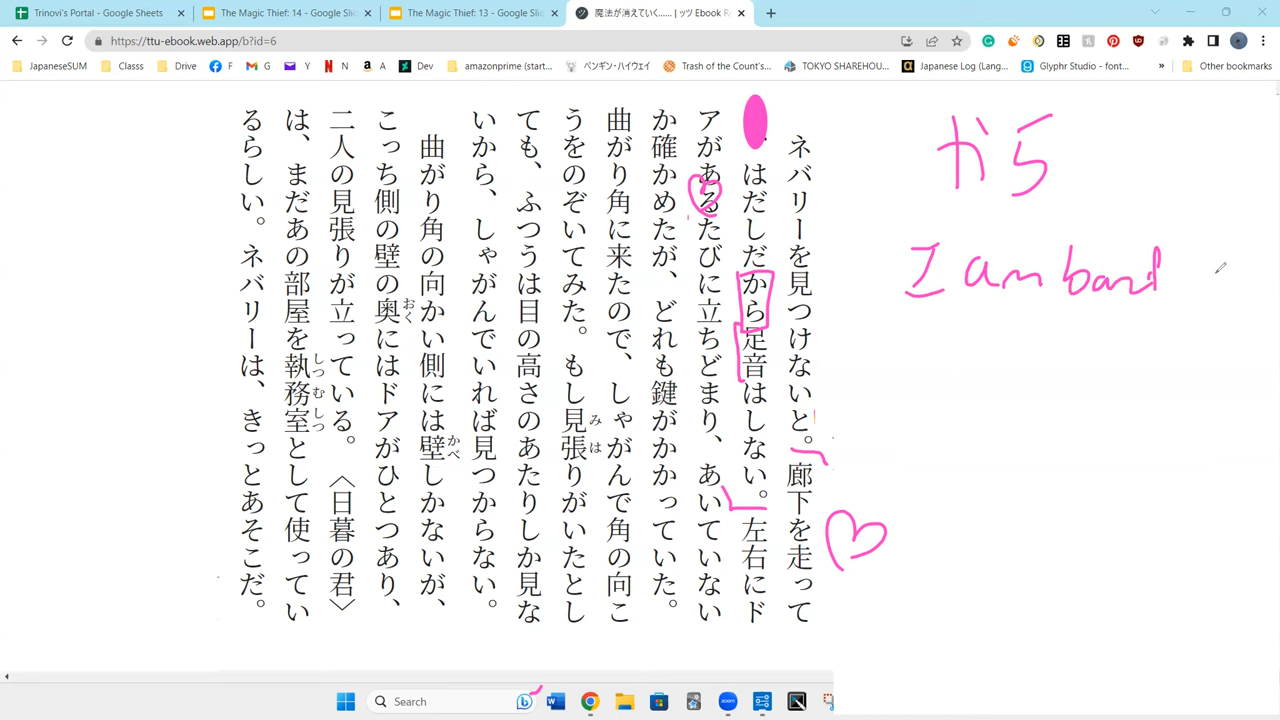 Trinovi's Portal - Google Sheets
The Magic Thief: 14 - Google Slid
The Magic Thief: 13 - Google Slid
魔法が消えていく...... | ッツ Ebook R
https://ttu-ebook.web.app/b?id=6
JapaneseSUM
Classs
Drive
F
G
Y
N
A
Dev
amazonprime (start...
ペンギン・ハイウェイ
Trash of the Count's...
TOKYO SHAREHOU...
Japanese Log (Lang...
Glyphr Studio - font...
Other bookmarks
ネバリーを見つけないと。廊下を走って
はだしだから足音はしない。左右にド
アがあるたびに立ちどまり、あいていない
か確かめたが、どれも鍵がかかっていた。
曲がり角に来たので、しゃがんで角の向こ
うをのぞいてみた。もし見張りがいたとし
みは
ても、ふつうは目の高さのあたりしか見な
いから、しゃがんでいれば見つからない。
曲がり角の向かい側には壁しかないが、
かべ
こっち側の壁の奥にはドアがひとつあり、
おく
二人の見張りが立っている。〈日暮の君〉
は、まだあの部屋を執務室として使ってい
しつむしつ
るらしい。ネバリーは、きっとあそこだ。
から
I am bad
Search